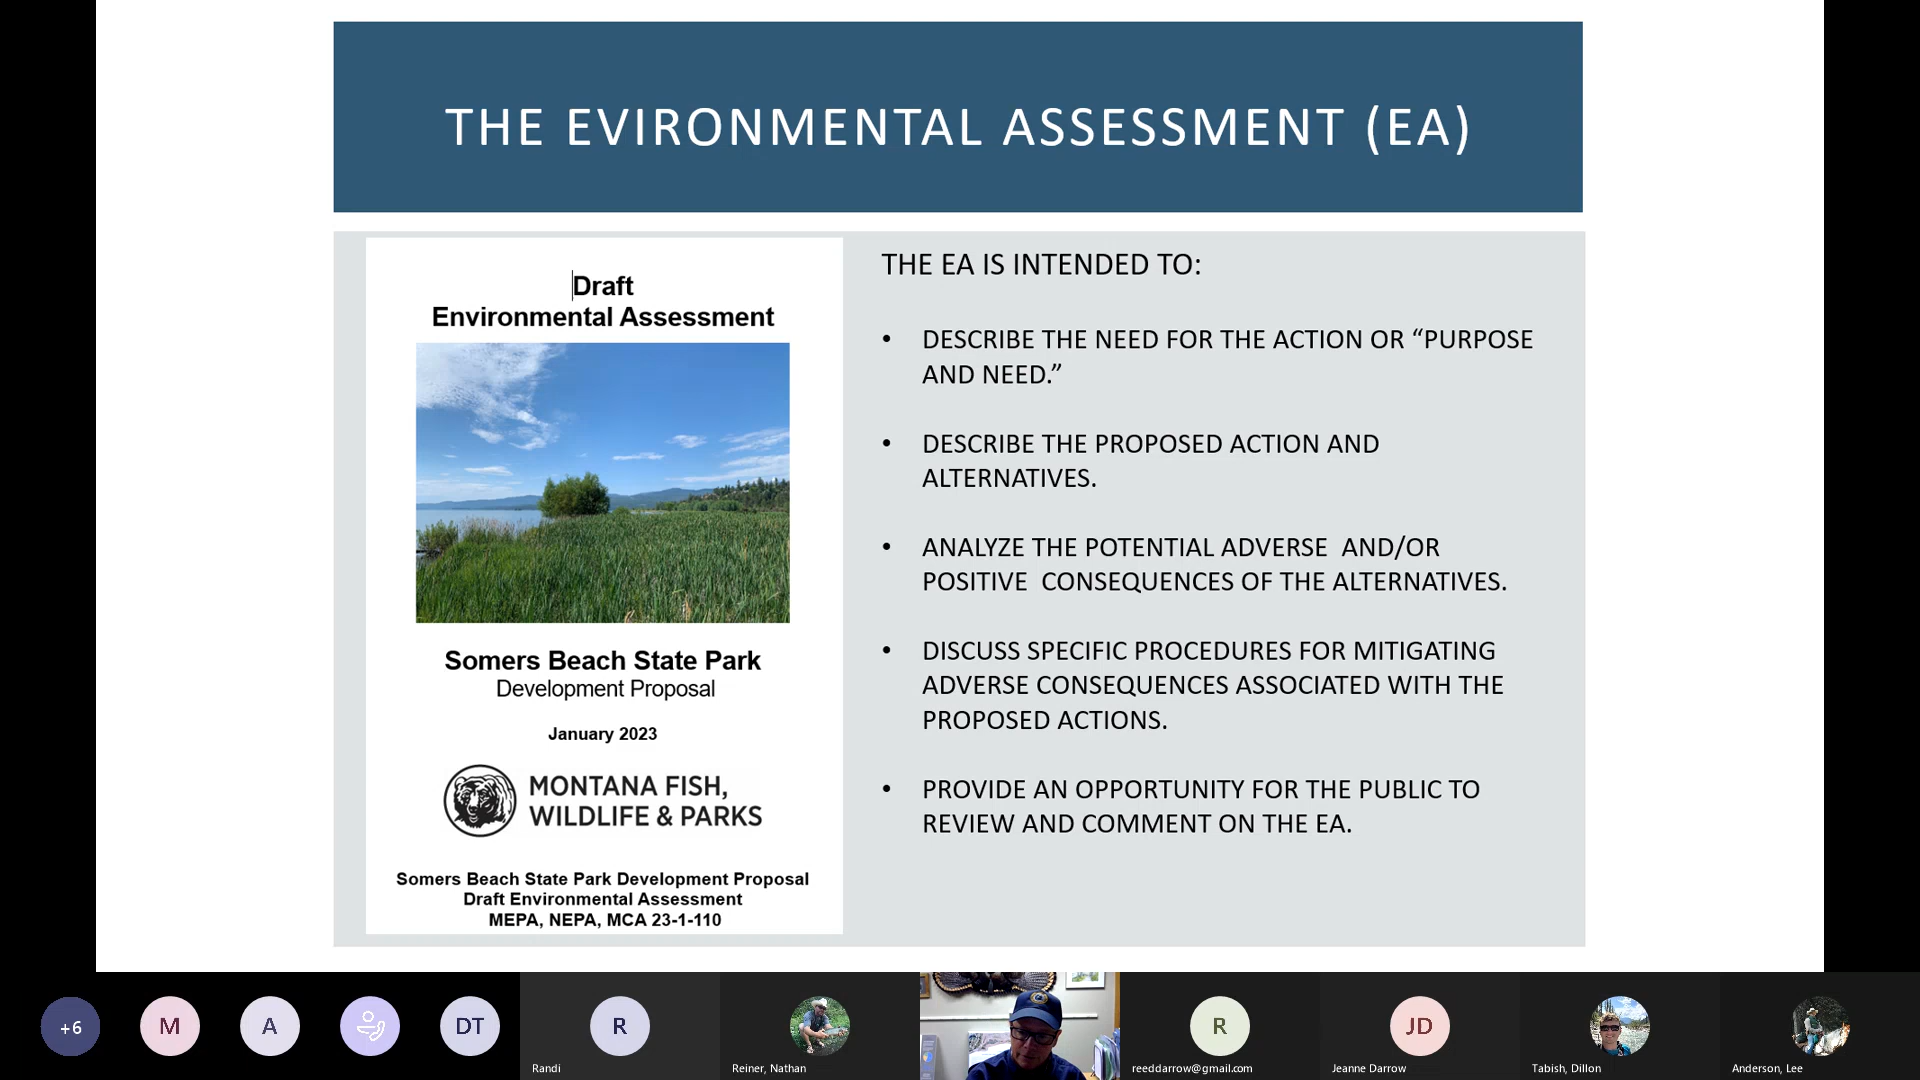 THE EVIRONMENTAL ASSESSMENT (EA)
Draft
Environmental Assessment
Somers Beach State Park
Development Proposal
January 2023
MONTANA FISH,
WILDLIFE & PARKS
Somers Beach State Park Development Proposal
Draft Environmental Assessment
MEPA, NEPA, MCA 23-1-110
THE EA IS INTENDED TO:
• DESCRIBE THE NEED FOR THE ACTION OR “PURPOSE
AND NEED.”
• DESCRIBE THE PROPOSED ACTION AND
ALTERNATIVES.
• ANALYZE THE POTENTIAL ADVERSE  AND/OR
POSITIVE  CONSEQUENCES OF THE ALTERNATIVES.
• DISCUSS SPECIFIC PROCEDURES FOR MITIGATING
ADVERSE CONSEQUENCES ASSOCIATED WITH THE
PROPOSED ACTIONS.
• PROVIDE AN OPPORTUNITY FOR THE PUBLIC TO
REVIEW AND COMMENT ON THE EA.
+6
M
A
DT
R
Randi
Reiner, Nathan
R
reeddarrow@gmail.com
JD
Jeanne Darrow
Tabish, Dillon
Anderson, Lee